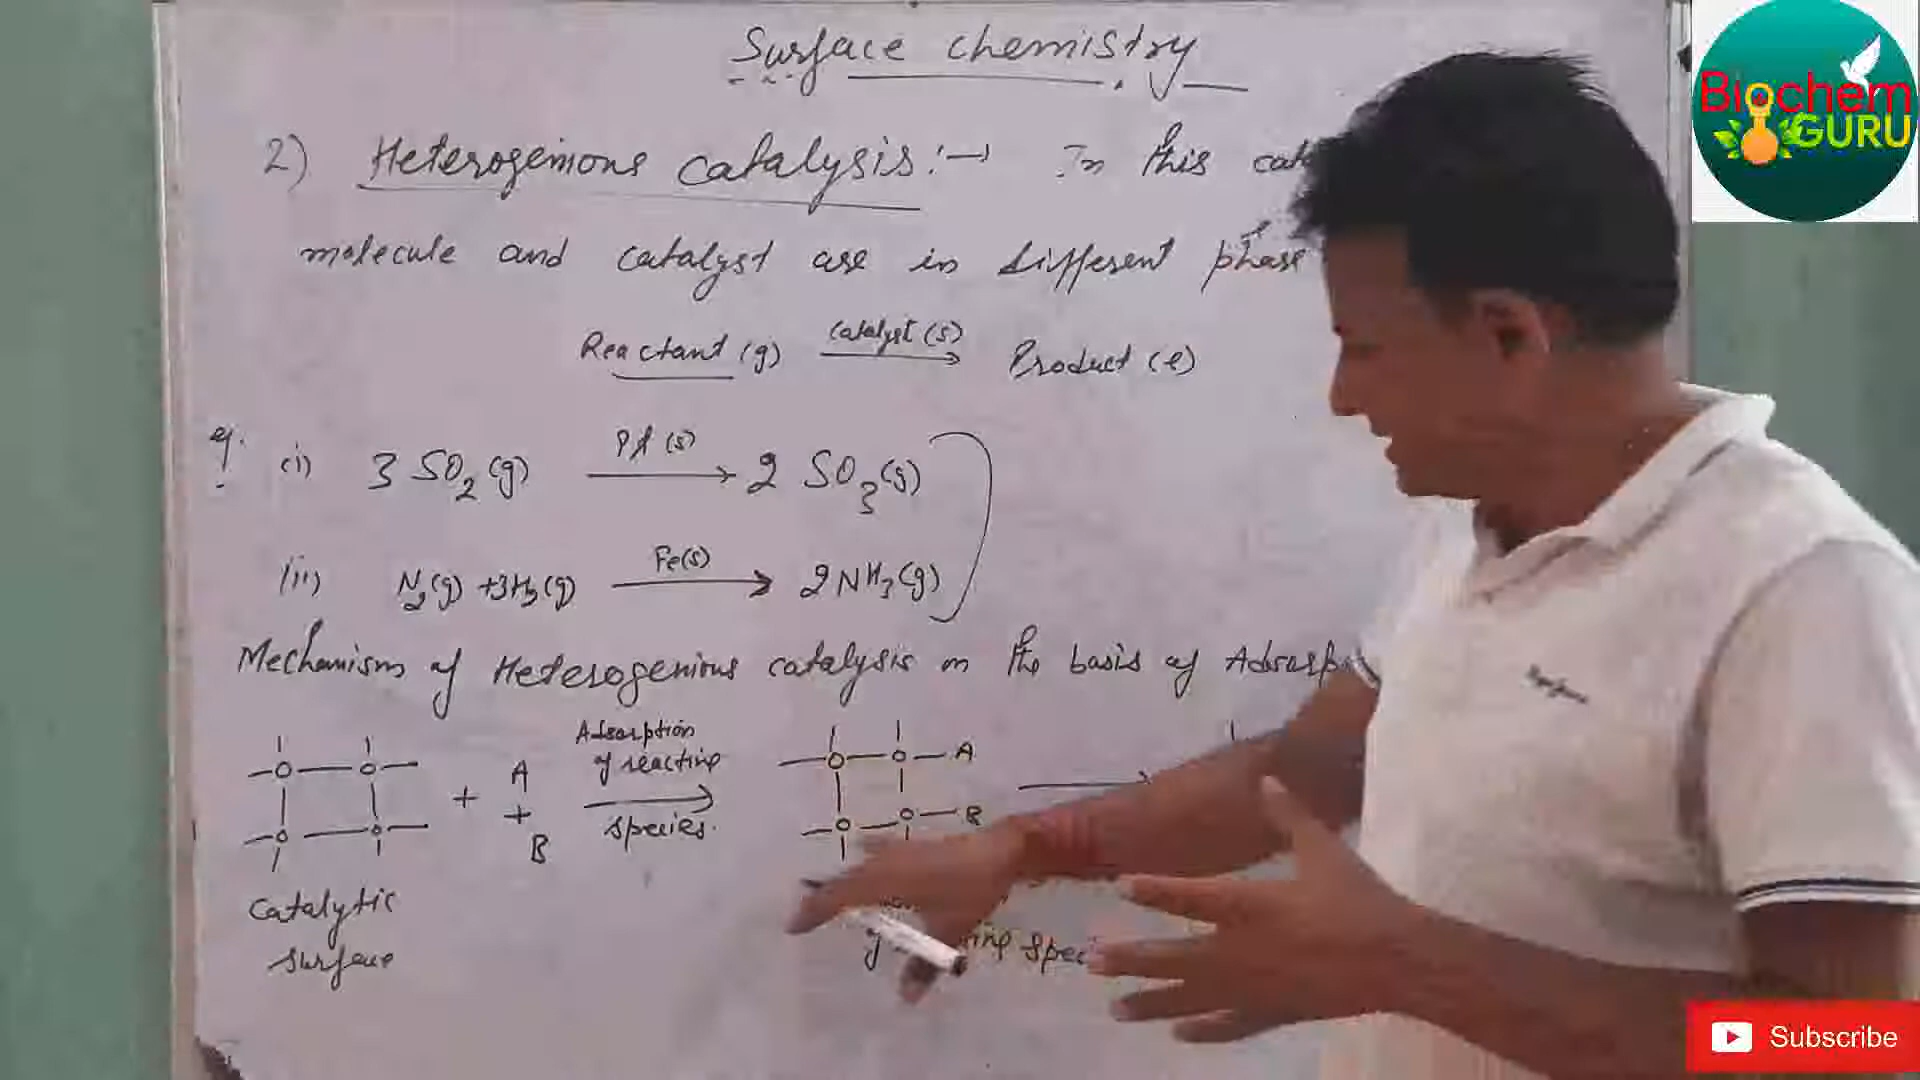 Surface chemistry
Biochem
GURU
2) Heterogenious catalysis :→ In this
molecule and catalyst are in different phase
Reactant (g) catalyst (s) Product (l)
eg. (i) 3 SO2 (g) Pt (s) → 2 SO3 (g)
(ii) N2(g) + 3H2(g) Fe(s) → 2NH3(g)
Mechanism of Heterogenious catalysis on the basis of
Adsorption
of reacting
species.
+ A
+
B
A
B
Catalytic
surface
of
Subscribe